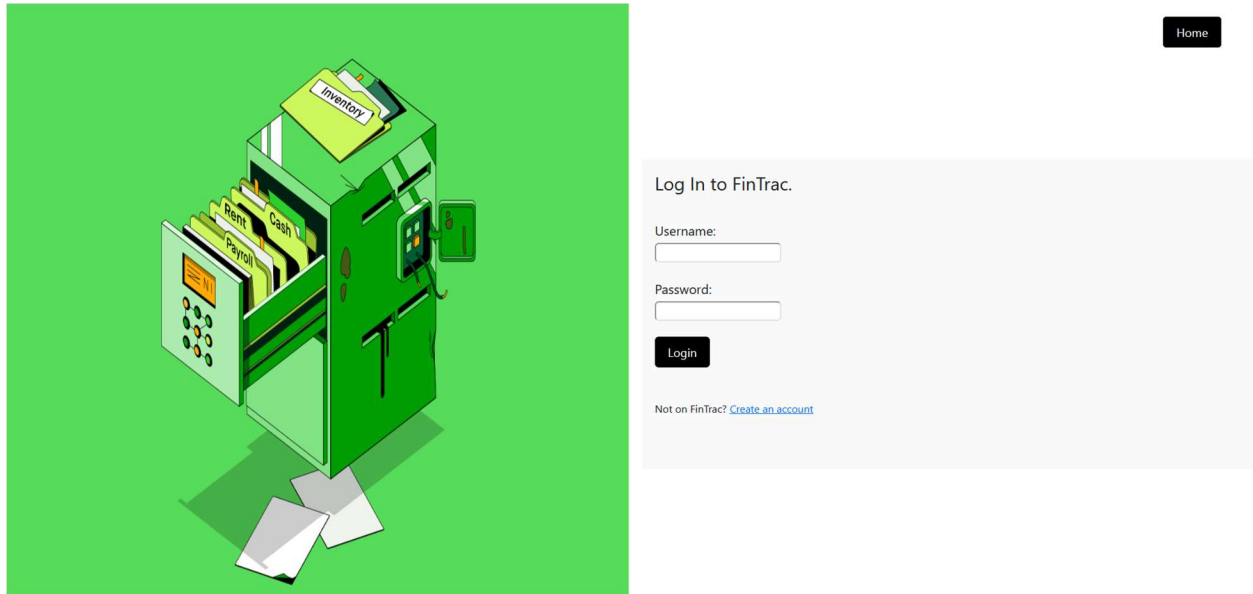 Inventory
Rent
Cash
Payroll
Home
Log In to FinTrac.
Username:
Password:
Login
Not on FinTrac? Create an account